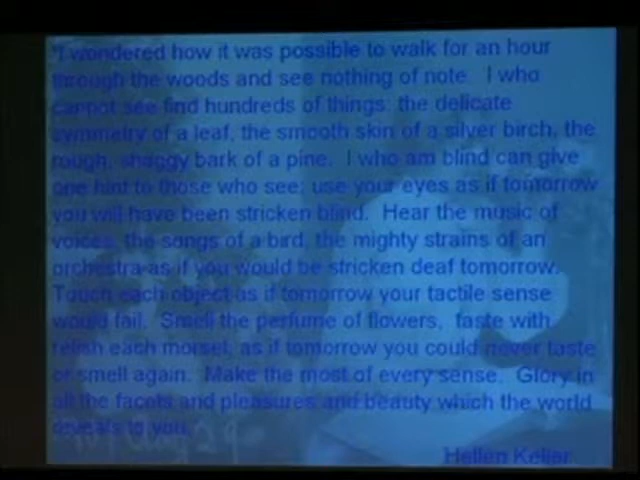 "I wondered how it was possible to walk for an hour
through the woods and see nothing of note. I who
cannot see find hundreds of things: the delicate
symmetry of a leaf, the smooth skin of a silver birch, the
rough, shaggy bark of a pine. I who am blind can give
one hint to those who see: use your eyes as if tomorrow
you will have been stricken blind. Hear the music of
voices, the songs of a bird, the mighty strains of an
orchestra as if you would be stricken deaf tomorrow.
Touch each object as if tomorrow your tactile sense
would fail. Smell the perfume of flowers, taste with
relish each morsel, as if tomorrow you could never taste
or smell again. Make the most of every sense. Glory in
all the facets and pleasures and beauty which the world
reveals to you.
Hellen Keller